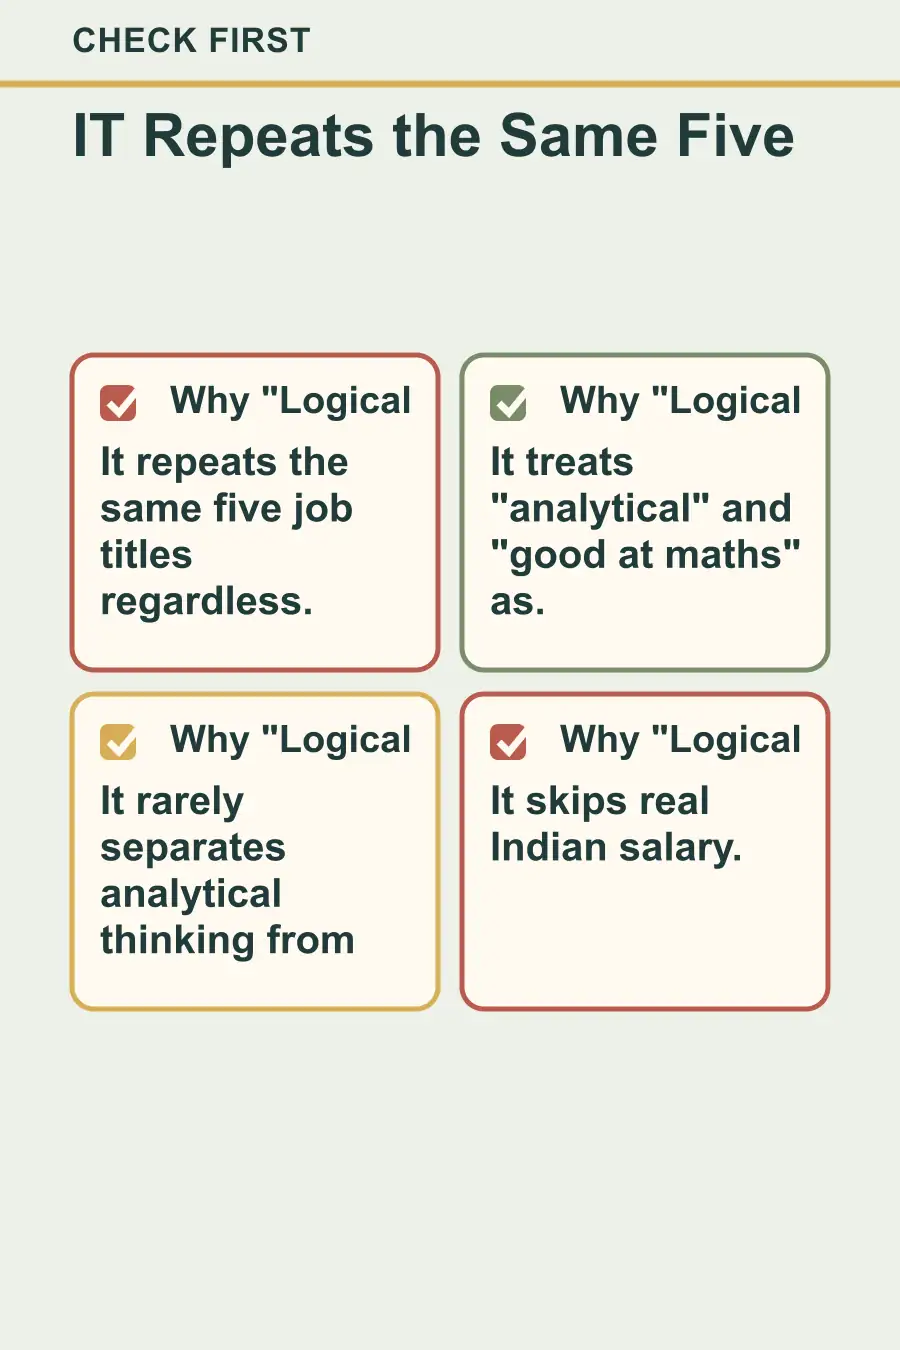 CHECK FIRST
IT Repeats the Same Five
Why "Logical
It repeats the
same five job
titles
regardless.
Why "Logical
It treats
"analytical" and
"good at maths"
as.
Why "Logical
It rarely
separates
analytical
thinking from
Why "Logical
It skips real
Indian salary.